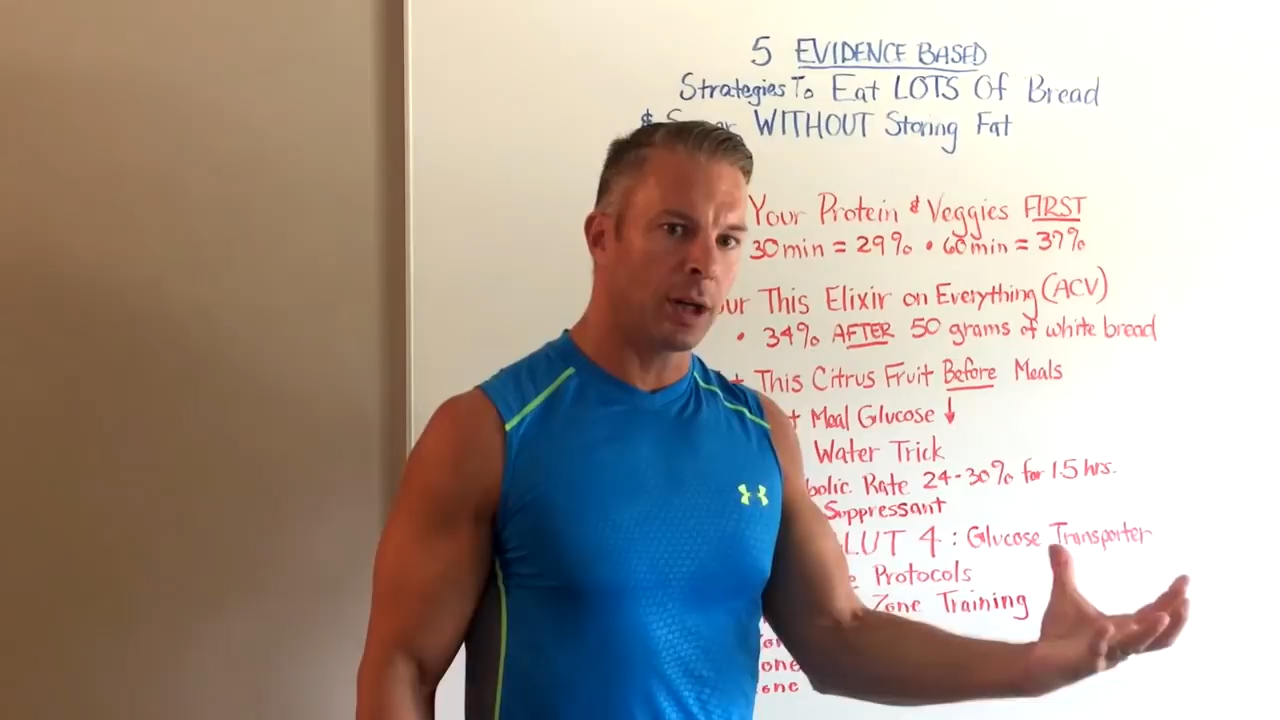 5 EVIDENCE BASED
Strategies To Eat LOTS Of Bread
& WITHOUT Storing Fat
Your Protein & Veggies FIRST
30min = 29% • 60min = 37%
This Elixir on Everything (ACV)
• 34% AFTER 50 grams of white bread
This Citrus Fruit Before Meals
Meal Glucose ↓
Water Trick
Rate 24-30% for 1.5 hrs.
Suppressant
LUT 4 : Glucose Transporter
Protocols
Zone Training